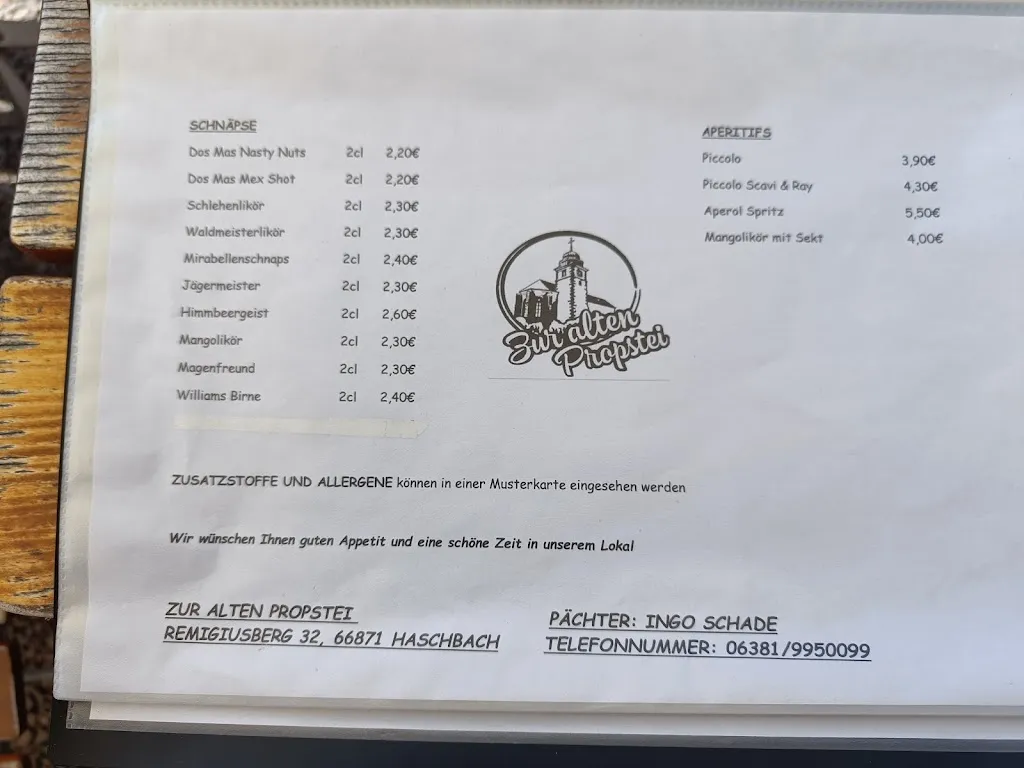 SCHNÄPSE
Dos Mas Nasty Nuts 2cl 2,20€
Dos Mas Mex Shot 2cl 2,20€
Schlehenlikör 2cl 2,30€
Waldmeisterlikör 2cl 2,30€
Mirabellenschnaps 2cl 2,40€
Jägermeister 2cl 2,30€
Himmbeergeist 2cl 2,60€
Mangolikör 2cl 2,30€
Magenfreund 2cl 2,30€
Williams Birne 2cl 2,40€
Zur alten
Propstei
APERITIFS
Piccolo 3,90€
Piccolo Scavi & Ray 4,30€
Aperol Spritz 5,50€
Mangolikör mit Sekt 4,00€
ZUSATZSTOFFE UND ALLERGENE können in einer Musterkarte eingesehen werden
Wir wünschen Ihnen guten Appetit und eine schöne Zeit in unserem Lokal
ZUR ALTEN PROPSTEI
REMIGIUSBERG 32, 66871 HASCHBACH
PÄCHTER: INGO SCHADE
TELEFONNUMMER: 06381/9950099